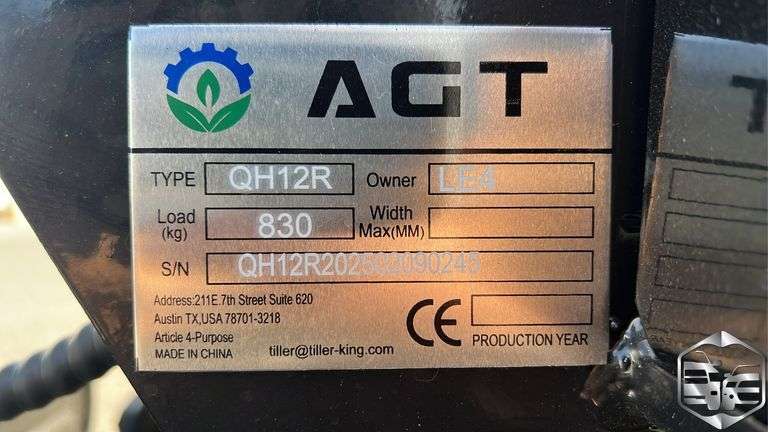 AGT
TYPE QH12R Owner LE4
Load (kg) 830 Width Max(MM)
S/N QH12R202502090245
Address:211E.7th Street Suite 620
Austin TX,USA 78701-3218
Article 4-Purpose
MADE IN CHINA tiller@tiller-king.com
CE PRODUCTION YEAR
T